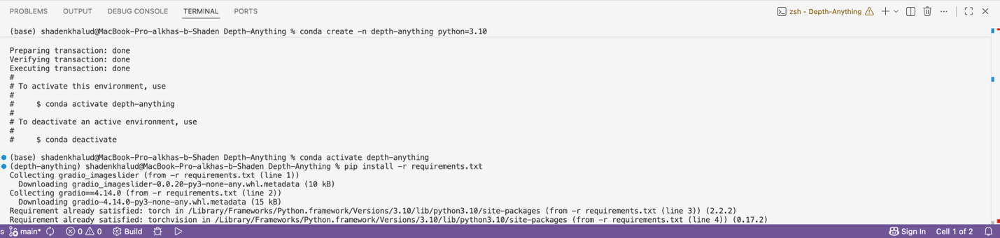 PROBLEMS OUTPUT DEBUG CONSOLE TERMINAL PORTS zsh - Depth-Anything
(base) shadenkhalud@MacBook-Pro-alkhas-b-Shaden Depth-Anything % conda create -n depth-anything python=3.10
Preparing transaction: done
Verifying transaction: done
Executing transaction: done
#
# To activate this environment, use
#
#     $ conda activate depth-anything
#
# To deactivate an active environment, use
#
#     $ conda deactivate
(base) shadenkhalud@MacBook-Pro-alkhas-b-Shaden Depth-Anything % conda activate depth-anything
(depth-anything) shadenkhalud@MacBook-Pro-alkhas-b-Shaden Depth-Anything % pip install -r requirements.txt
Collecting gradio_imageslider (from -r requirements.txt (line 1))
  Downloading gradio_imageslider-0.0.20-py3-none-any.whl.metadata (10 kB)
Collecting gradio==4.14.0 (from -r requirements.txt (line 2))
  Downloading gradio-4.14.0-py3-none-any.whl.metadata (15 kB)
Requirement already satisfied: torch in /Library/Frameworks/Python.framework/Versions/3.10/lib/python3.10/site-packages (from -r requirements.txt (line 3)) (2.2.2)
Requirement already satisfied: torchvision in /Library/Frameworks/Python.framework/Versions/3.10/lib/python3.10/site-packages (from -r requirements.txt (line 4)) (0.17.2)
s main* 0 0 Build Sign In Cell 1 of 2